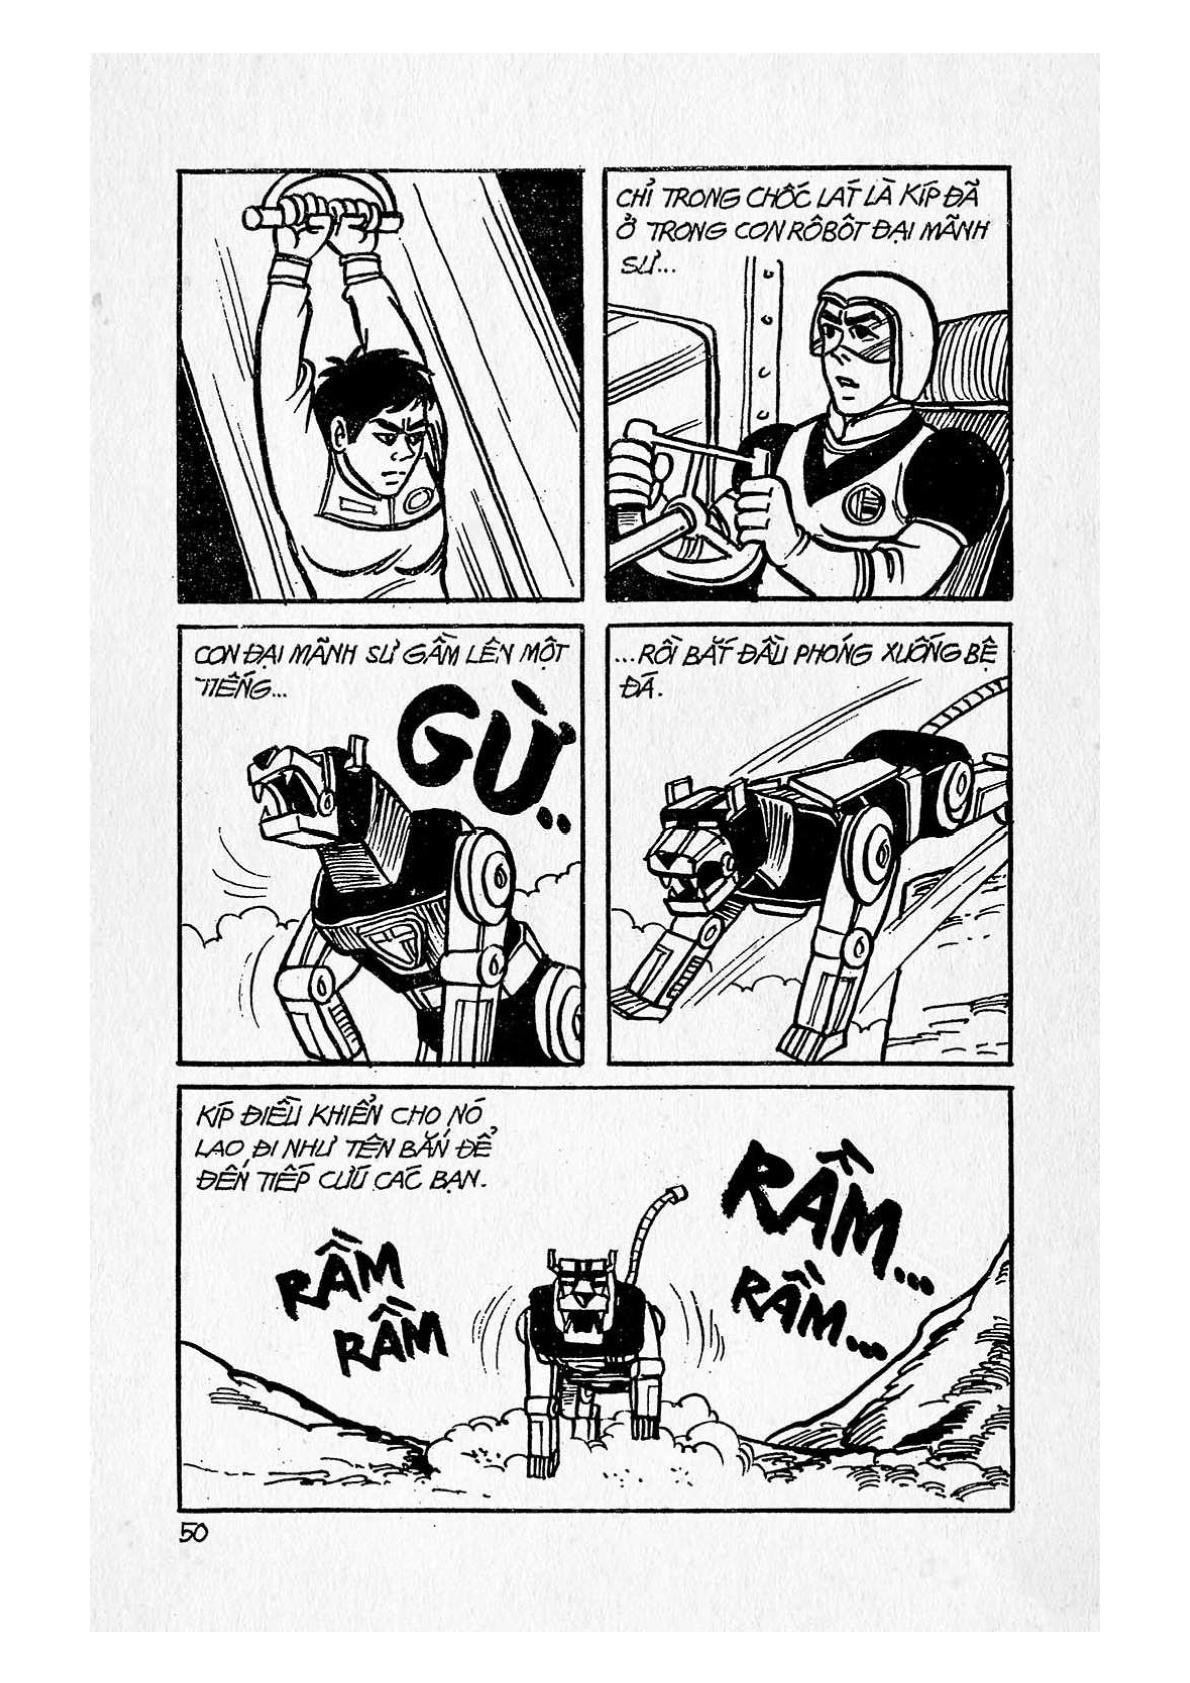 CHỈ TRONG CHỐC LÁT LÀ KÍP ĐÃ
Ở TRONG CON RÔBÔT ĐẠI MÃNH
SƯ...
CON ĐẠI MÃNH SƯ GẦM LÊN MỘT
TIẾNG...
GỪ..
...RỒI BẮT ĐẦU PHÓNG XUỐNG BỆ
ĐÁ.
KÍP ĐIỀU KHIỂN CHO NÓ
LAO ĐI NHƯ TÊN BẮN ĐỂ
ĐẾN TIẾP CỨU CÁC BẠN.
RẦM
RẦM
RẦM...
RẦM...
50